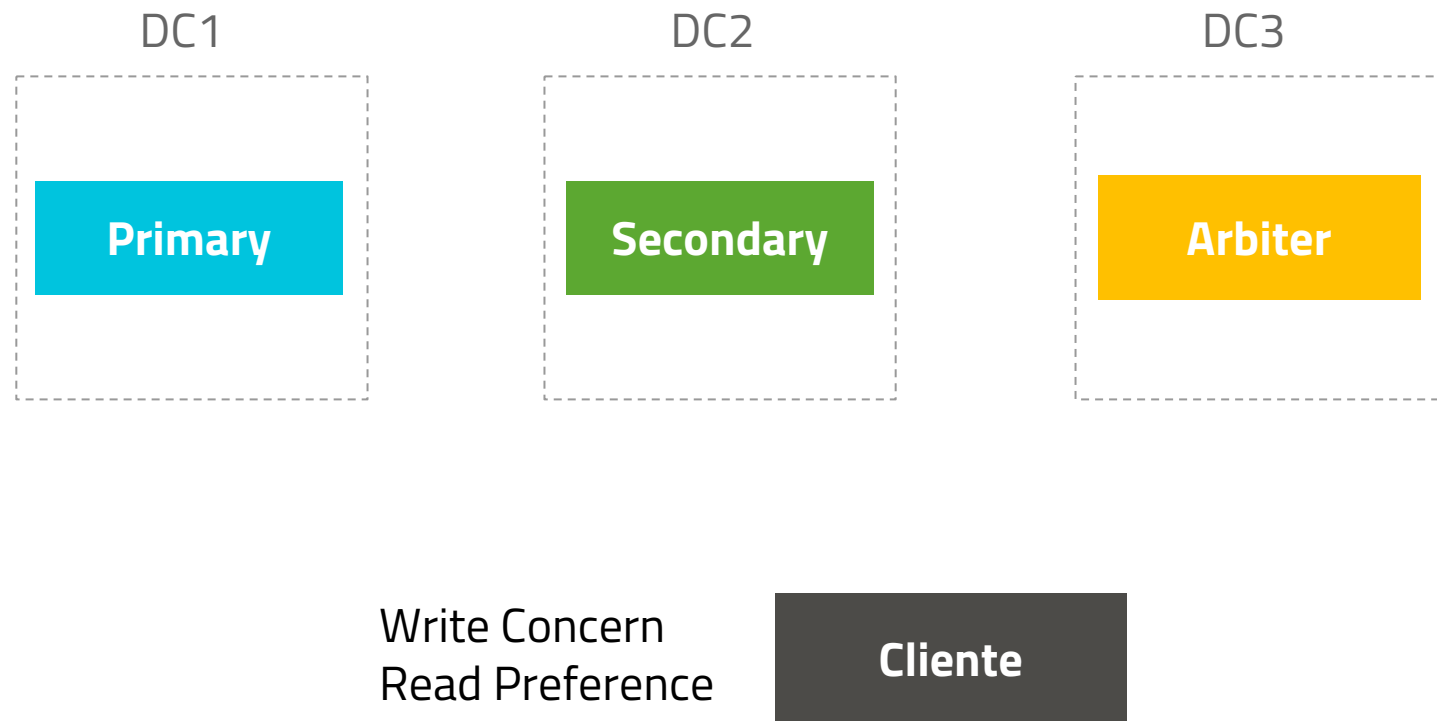 DC1
DC2
DC3
Primary
Secondary
Arbiter
Write Concern
Read Preference
Cliente